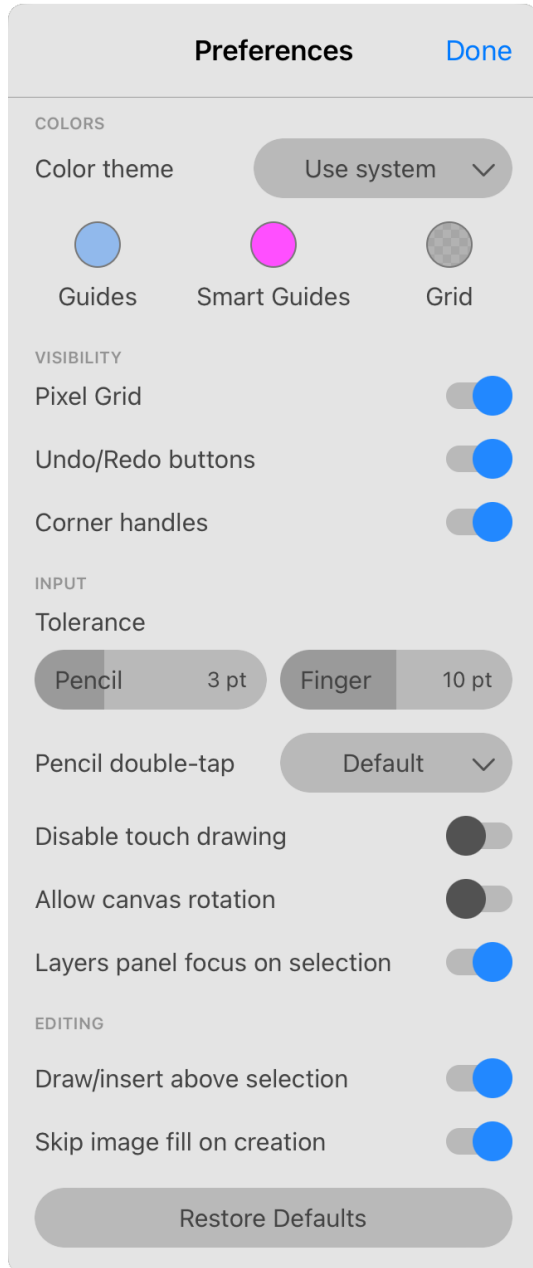 Preferences Done
COLORS
Color theme Use system
Guides Smart Guides Grid
VISIBILITY
Pixel Grid
Undo/Redo buttons
Corner handles
INPUT
Tolerance
Pencil 3 pt Finger 10 pt
Pencil double-tap Default
Disable touch drawing
Allow canvas rotation
Layers panel focus on selection
EDITING
Draw/insert above selection
Skip image fill on creation
Restore Defaults